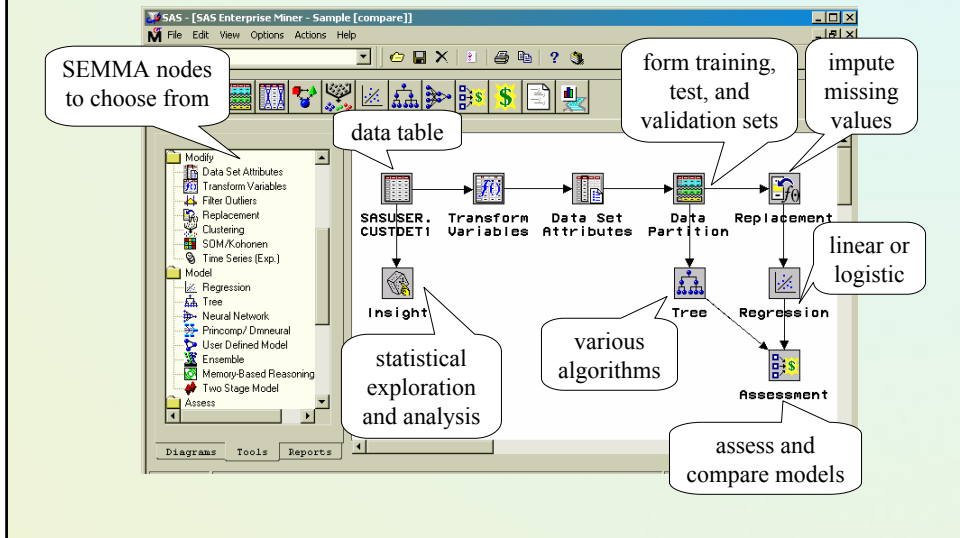 SAS - [SAS Enterprise Miner - Sample [compare]]
File Edit View Options Actions Help
SEMMA nodes
to choose from
form training,
test, and
validation sets
impute
missing
values
data table
Modify
Data Set Attributes
Transform Variables
Filter Outliers
Replacement
Clustering
SOM/Kohonen
Time Series (Exp.)
Model
Regression
Tree
Neural Network
Princomp/ Dmneural
User Defined Model
Ensemble
Memory-Based Reasoning
Two Stage Model
Assess
Diagrams Tools Reports
SASUSER.
CUSTDET1
Transform
Variables
Data Set
Attributes
Data
Partition
Replacement
linear or
logistic
Insight
Tree
Regression
various
algorithms
statistical
exploration
and analysis
Assessment
assess and
compare models